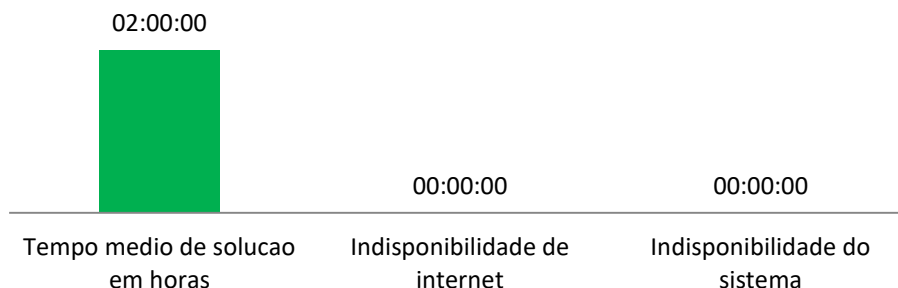 02:00:00
00:00:00
00:00:00
Tempo medio de solucao
em horas
Indisponibilidade de
internet
Indisponibilidade do
sistema